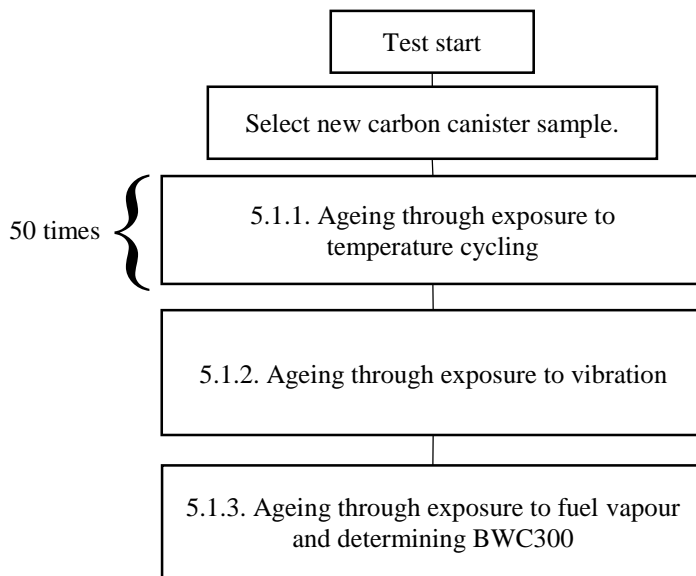 Test start
Select new carbon canister sample.
50 times
5.1.1. Ageing through exposure to
temperature cycling
5.1.2. Ageing through exposure to vibration
5.1.3. Ageing through exposure to fuel vapour
and determining BWC300